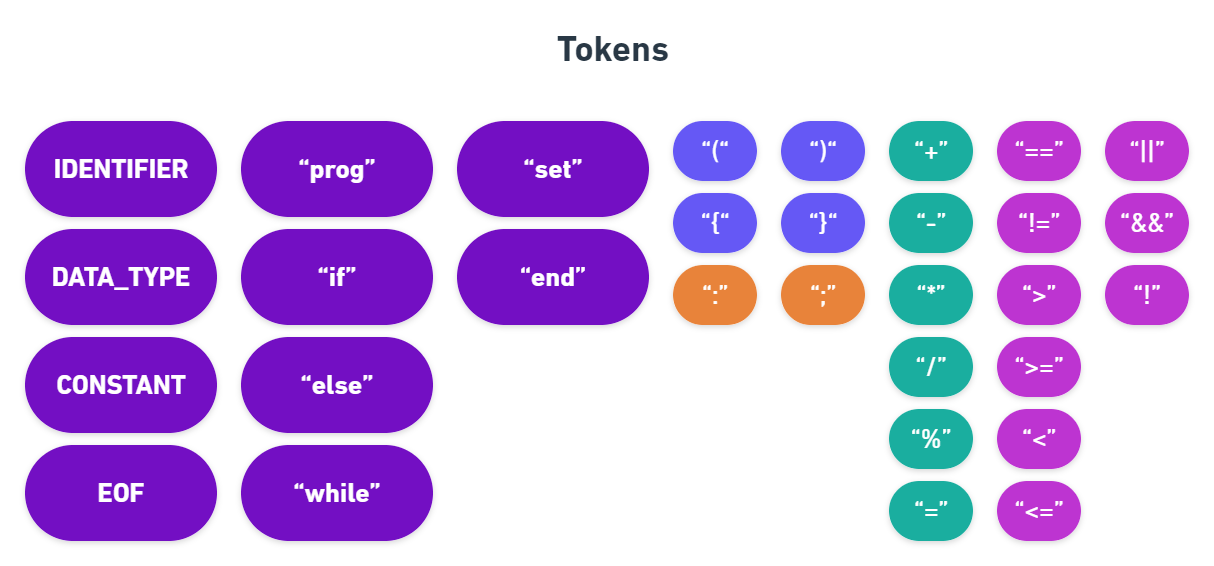 Tokens
IDENTIFIER “prog” “set” “(“ “)“ “+” “==” “||”
“{“ “}“ “-” “!=” “&&”
DATA_TYPE “if” “end” “:” “;” “*” “>” “!”
CONSTANT “else” “/” “>=”
“%” “<”
EOF “while” “=” “<=”